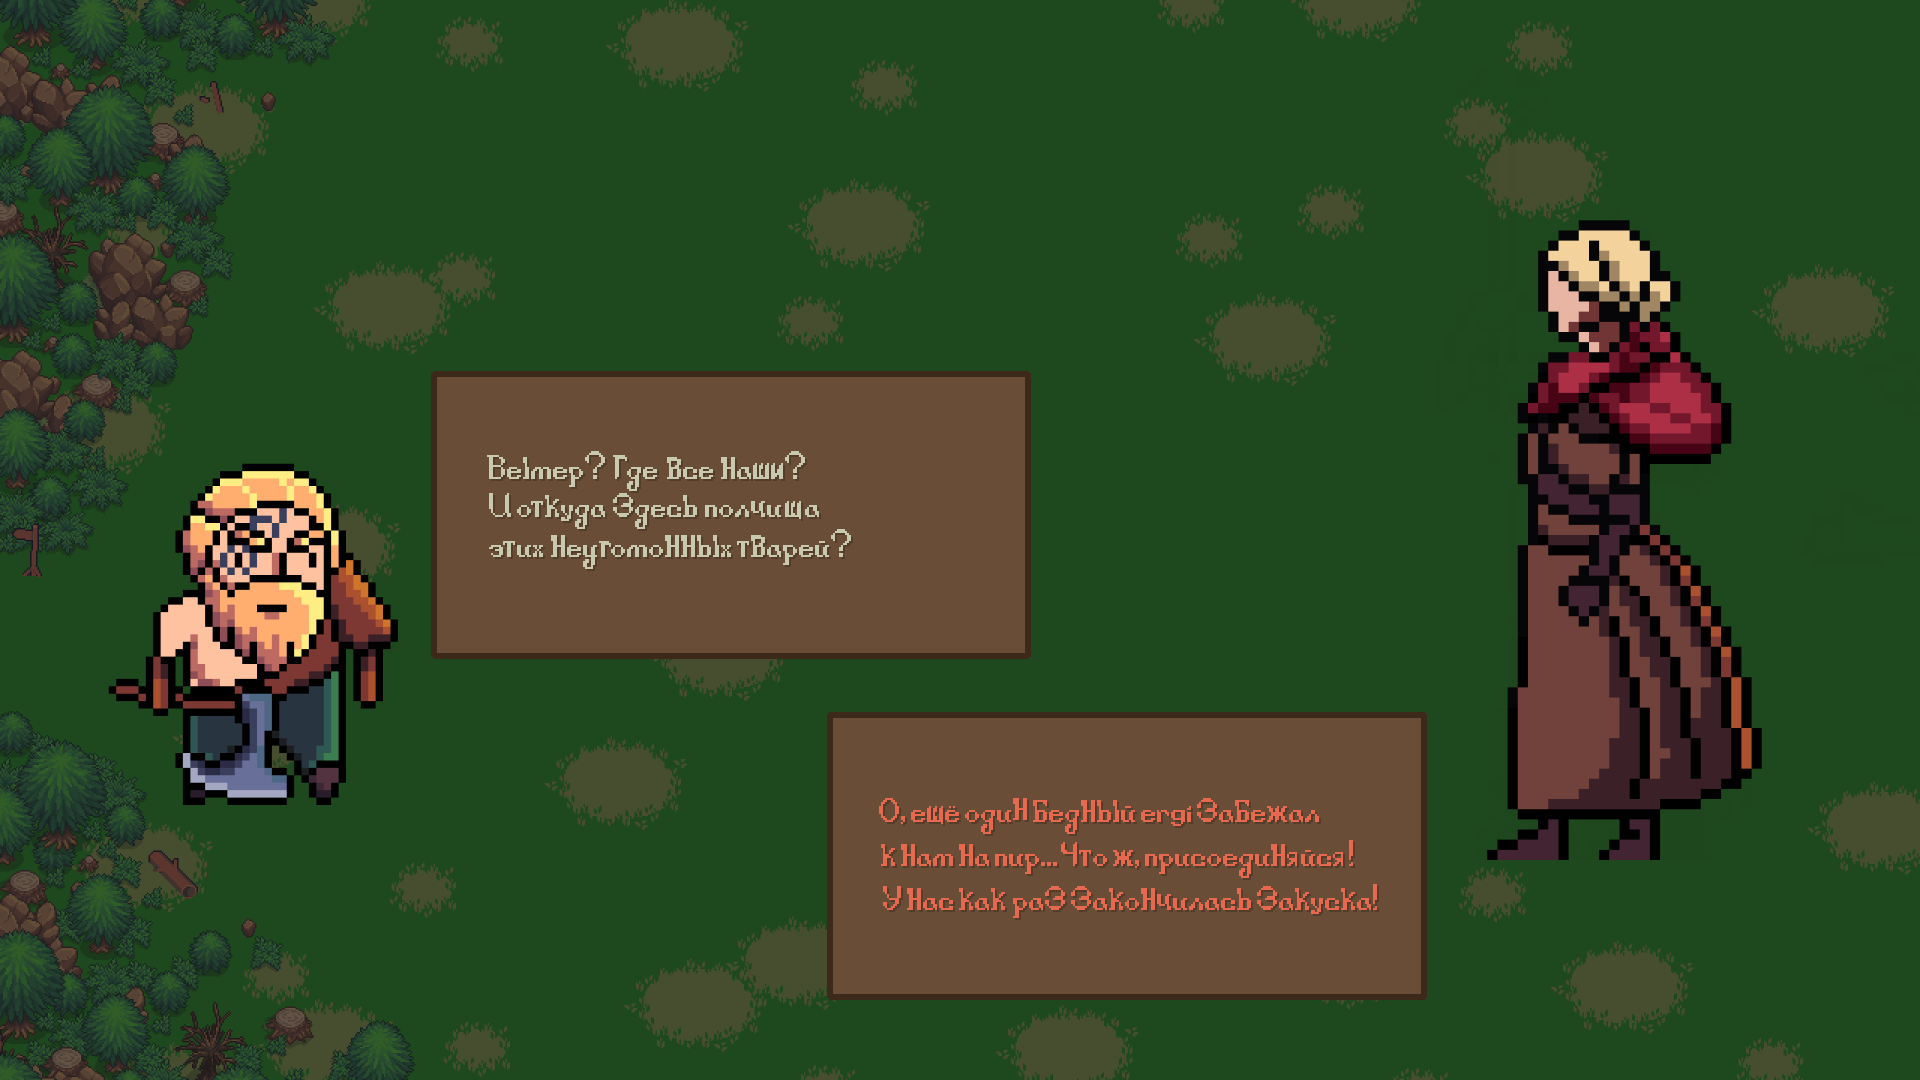 Велтер? Где все наши?
И откуда здесь полчища
этих неугомонных тварей?
О, ещё один бедный ergi забежал
к нам на пир... Что ж, присоединяйся!
У нас как раз закончилась закуска!